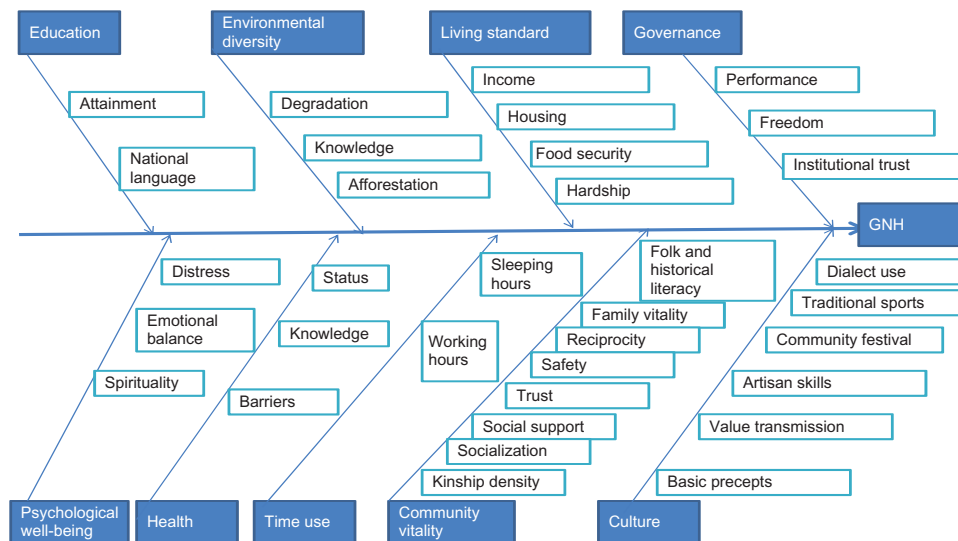 Education
Environmental
diversity
Living standard
Governance
Income
Performance
Attainment
Degradation
Housing
Freedom
National
language
Knowledge
Food security
Institutional trust
Afforestation
Hardship
GNH
Distress
Status
Sleeping
hours
Folk and
historical
literacy
Dialect use
Traditional sports
Emotional
balance
Knowledge
Working
hours
Family vitality
Reciprocity
Community festival
Spirituality
Safety
Artisan skills
Barriers
Trust
Social support
Value transmission
Socialization
Kinship density
Basic precepts
Psychological
well-being
Health
Time use
Community
vitality
Culture